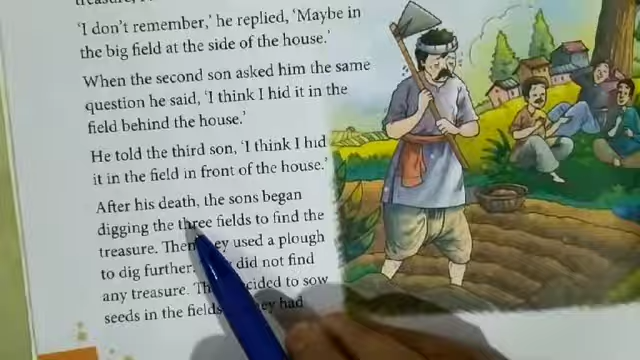 'I don't remember,' he replied, 'Maybe in
the big field at the side of the house.'
When the second son asked him the same
question he said, 'I think I hid it in the
field behind the house.'
He told the third son, 'I think I hid
it in the field in front of the house.'
After his death, the sons began
digging the three fields to find the
treasure. used a plough
to dig further. did not find
any treasure. to sow
seeds in the fields had